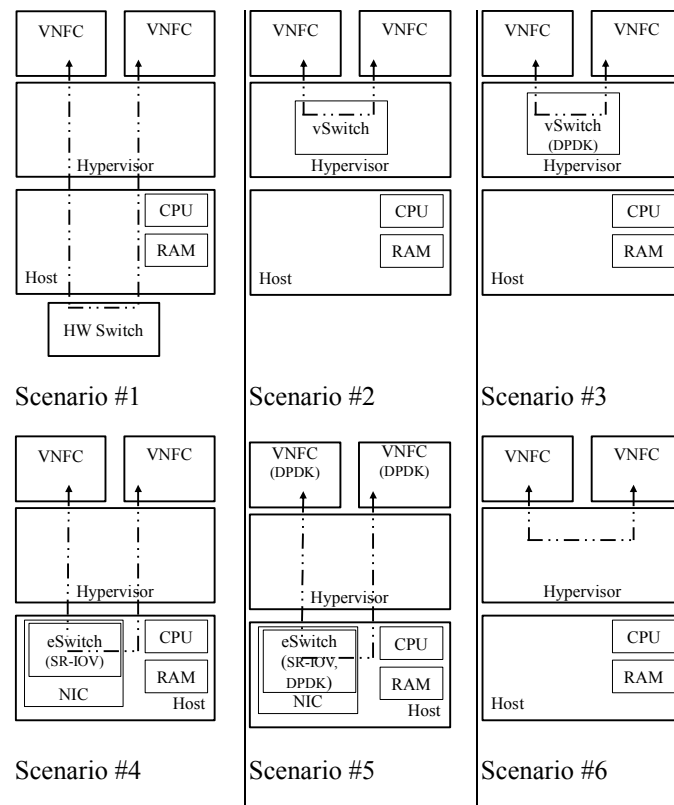 VNFC
VNFC
Hypervisor
CPU
RAM
Host
HW Switch
Scenario #1
VNFC
VNFC
vSwitch
Hypervisor
CPU
RAM
Host
Scenario #2
VNFC
VNFC
vSwitch
(DPDK)
Hypervisor
CPU
RAM
Host
Scenario #3
VNFC
VNFC
Hypervisor
eSwitch
(SR-IOV)
NIC
CPU
RAM
Host
Scenario #4
VNFC
(DPDK)
VNFC
(DPDK)
Hypervisor
eSwitch
(SR-IOV,
DPDK)
NIC
CPU
RAM
Host
Scenario #5
VNFC
VNFC
Hypervisor
CPU
RAM
Host
Scenario #6